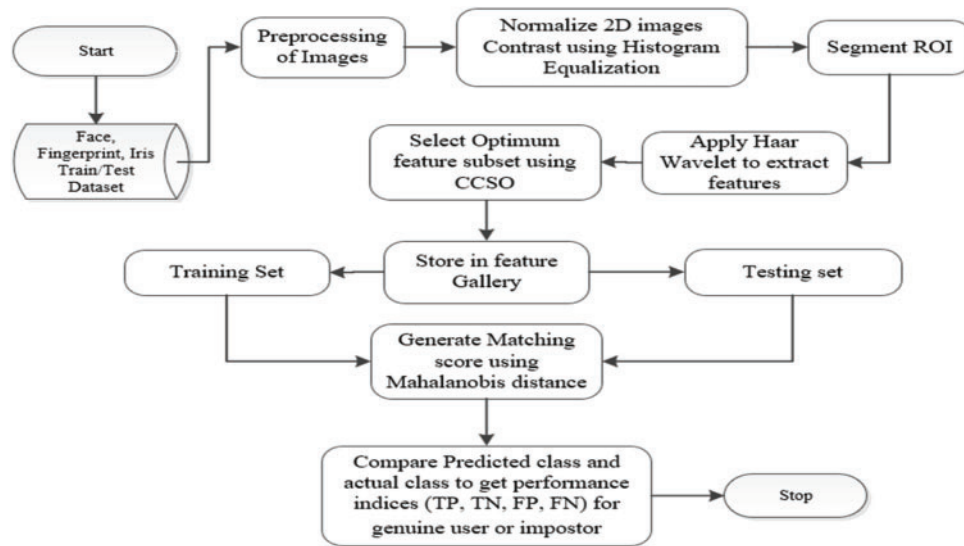 Start
Face,
Fingerprint, Iris
Train/Test
Dataset
Preprocessing
of Images
Normalize 2D images
Contrast using Histogram
Equalization
Segment ROI
Apply Haar
Wavelet to extract
features
Select Optimum
feature subset using
CCSO
Store in feature
Gallery
Training Set
Testing set
Generate Matching
score using
Mahalanobis distance
Compare Predicted class and
actual class to get performance
indices (TP, TN, FP, FN) for
genuine user or impostor
Stop